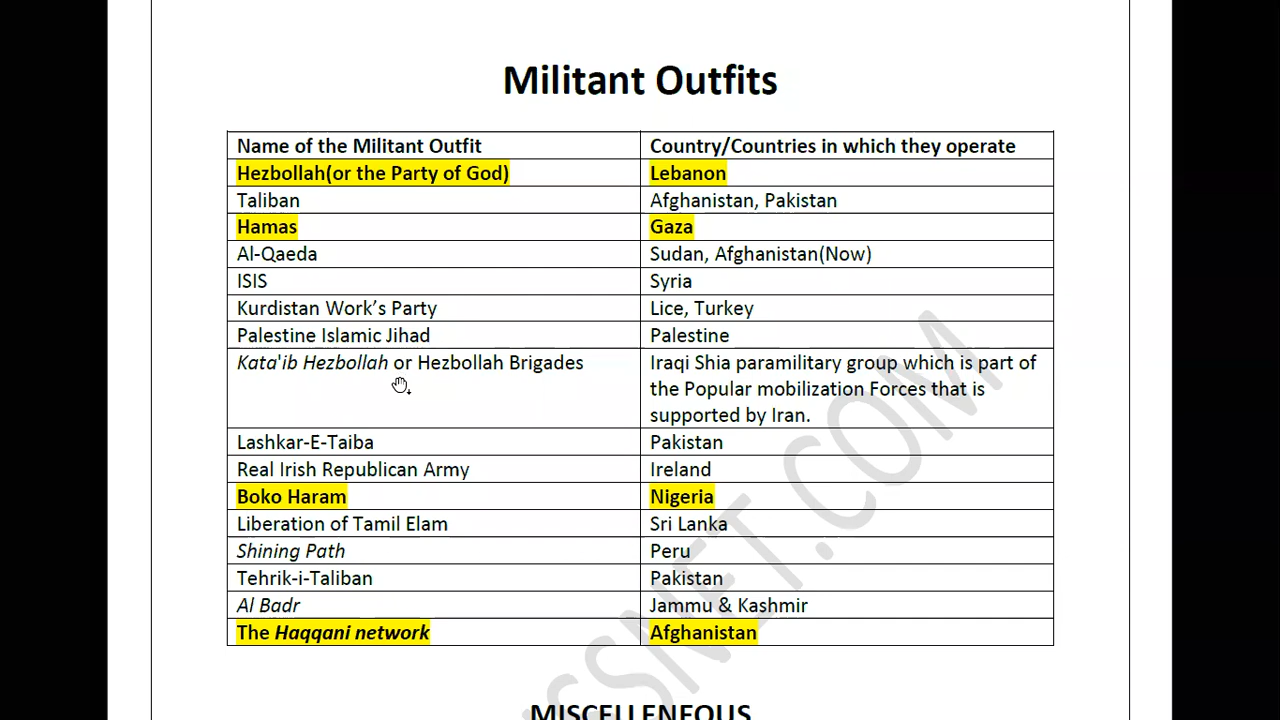 Militant Outfits
Name of the Militant Outfit Country/Countries in which they operate
Hezbollah(or the Party of God) Lebanon
Taliban Afghanistan, Pakistan
Hamas Gaza
Al-Qaeda Sudan, Afghanistan(Now)
ISIS Syria
Kurdistan Work’s Party Lice, Turkey
Palestine Islamic Jihad Palestine
Kata'ib Hezbollah or Hezbollah Brigades Iraqi Shia paramilitary group which is part of
the Popular mobilization Forces that is
supported by Iran.
Lashkar-E-Taiba Pakistan
Real Irish Republican Army Ireland
Boko Haram Nigeria
Liberation of Tamil Elam Sri Lanka
Shining Path Peru
Tehrik-i-Taliban Pakistan
Al Badr Jammu & Kashmir
The Haqqani network Afghanistan
MISCELLENEOUS